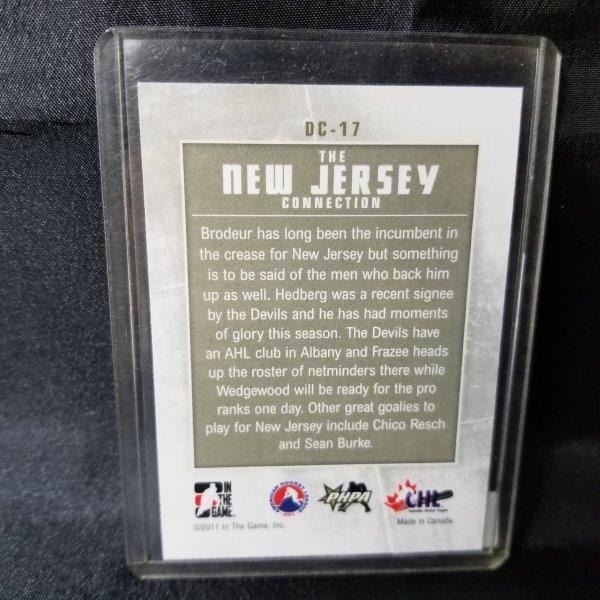 DC-17
THE
NEW JERSEY
CONNECTION
Brodeur has long been the incumbent in
the crease for New Jersey but something
is to be said of the men who back him
up as well. Hedberg was a recent signee
by the Devils and he has had moments
of glory this season. The Devils have
an AHL club in Albany and Frazee heads
up the roster of netminders there while
Wedgewood will be ready for the pro
ranks one day. Other great goalies to
play for New Jersey include Chico Resch
and Sean Burke.
IN
THE
GAME
AMERICAN HOCKEY LEAGUE
AHL
PHPA
CHL
©2011 In The Game, Inc.
Made in Canada